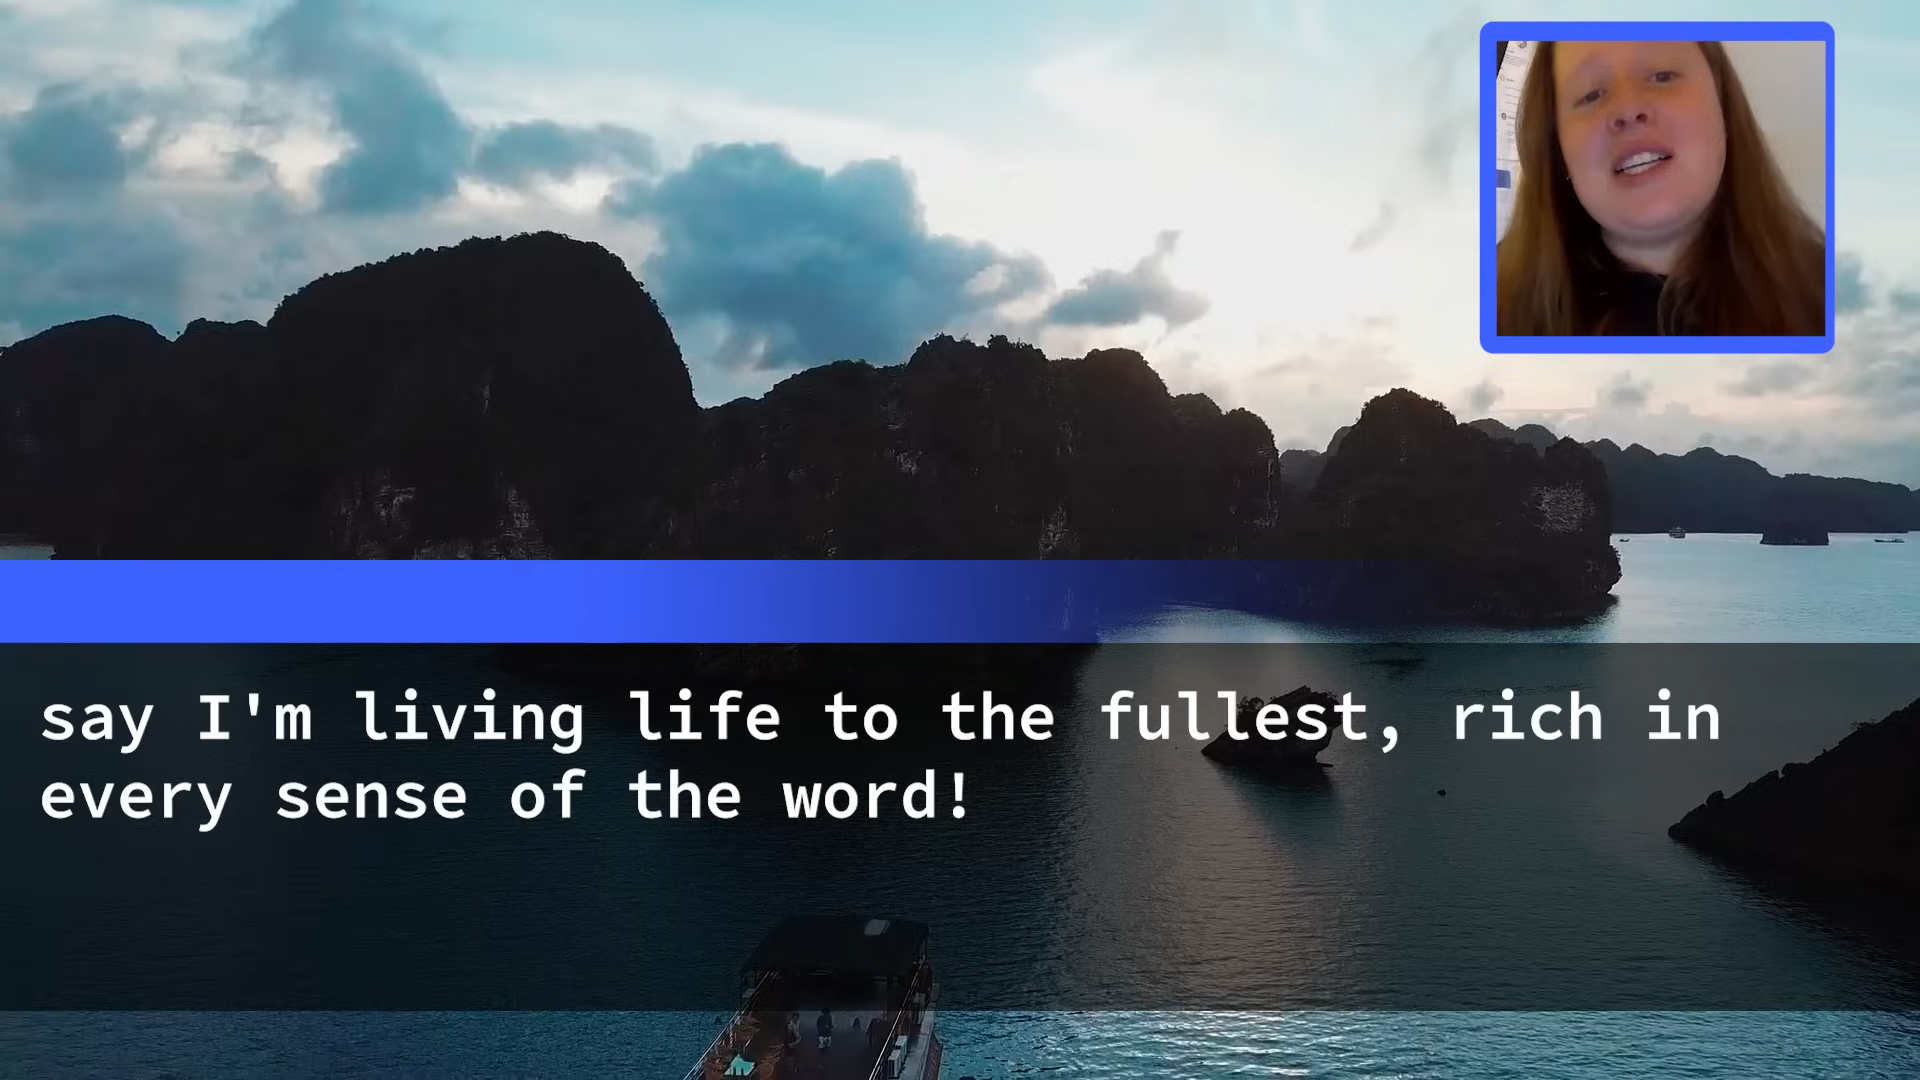 say I'm living life to the fullest, rich in
every sense of the word!